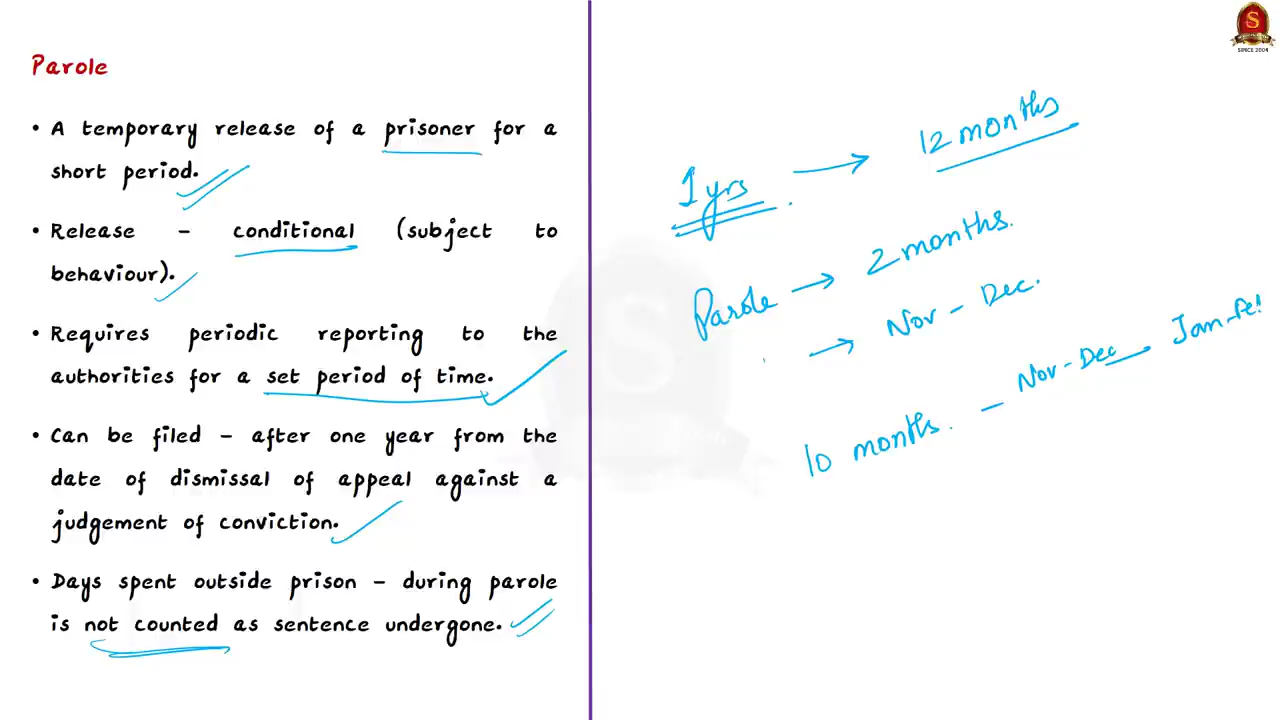 Parole
• A temporary release of a prisoner for a
short period.
• Release – conditional (subject to
behaviour).
• Requires periodic reporting to the
authorities for a set period of time.
• Can be filed – after one year from the
date of dismissal of appeal against a
judgement of conviction.
• Days spent outside prison – during parole
is not counted as sentence undergone.
S
SINCE 2004
1 yrs → 12 months
Parole → 2 months.
→ Nov – Dec.
10 months. – Nov-Dec Jan-Fe